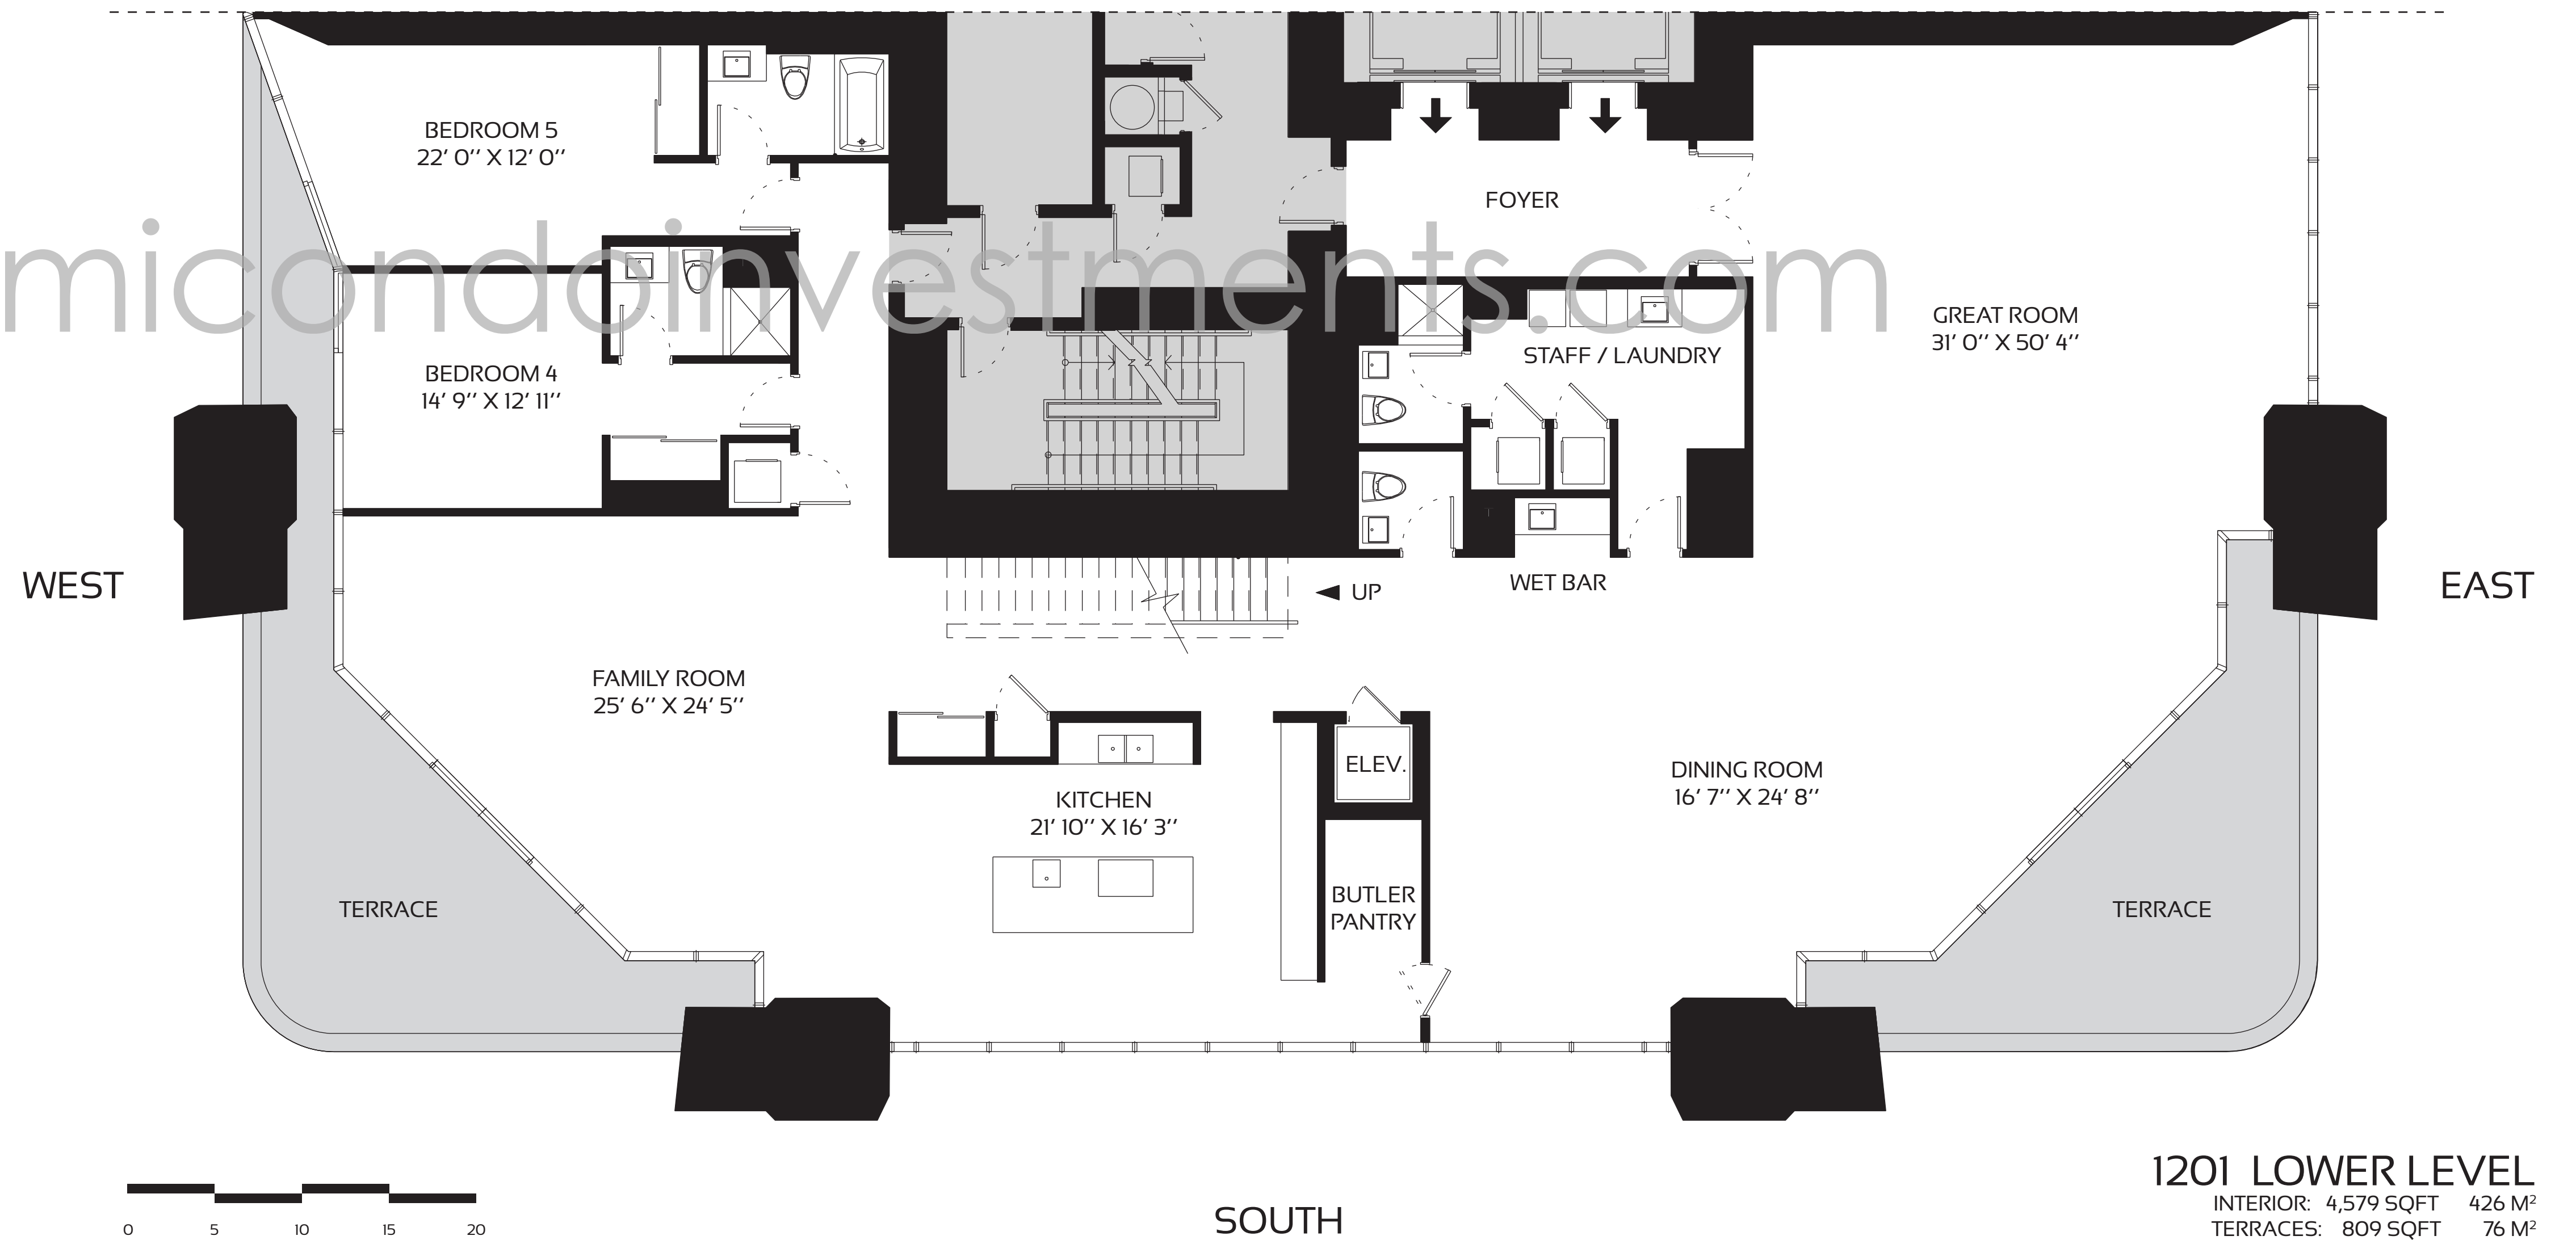 BEDROOM 5
22' 0'' X 12' 0''
FOYER
micondoinvestments.com
GREAT ROOM
31' 0'' X 50' 4''
STAFF / LAUNDRY
BEDROOM 4
14' 9'' X 12' 11''
WEST
UP
WET BAR
EAST
FAMILY ROOM
25' 6'' X 24' 5''
ELEV.
DINING ROOM
16' 7'' X 24' 8''
KITCHEN
21' 10'' X 16' 3''
BUTLER
PANTRY
TERRACE
TERRACE
1201 LOWER LEVEL
INTERIOR: 4,579 SQFT 426 M²
TERRACES: 809 SQFT 76 M²
SOUTH
0 5 10 15 20